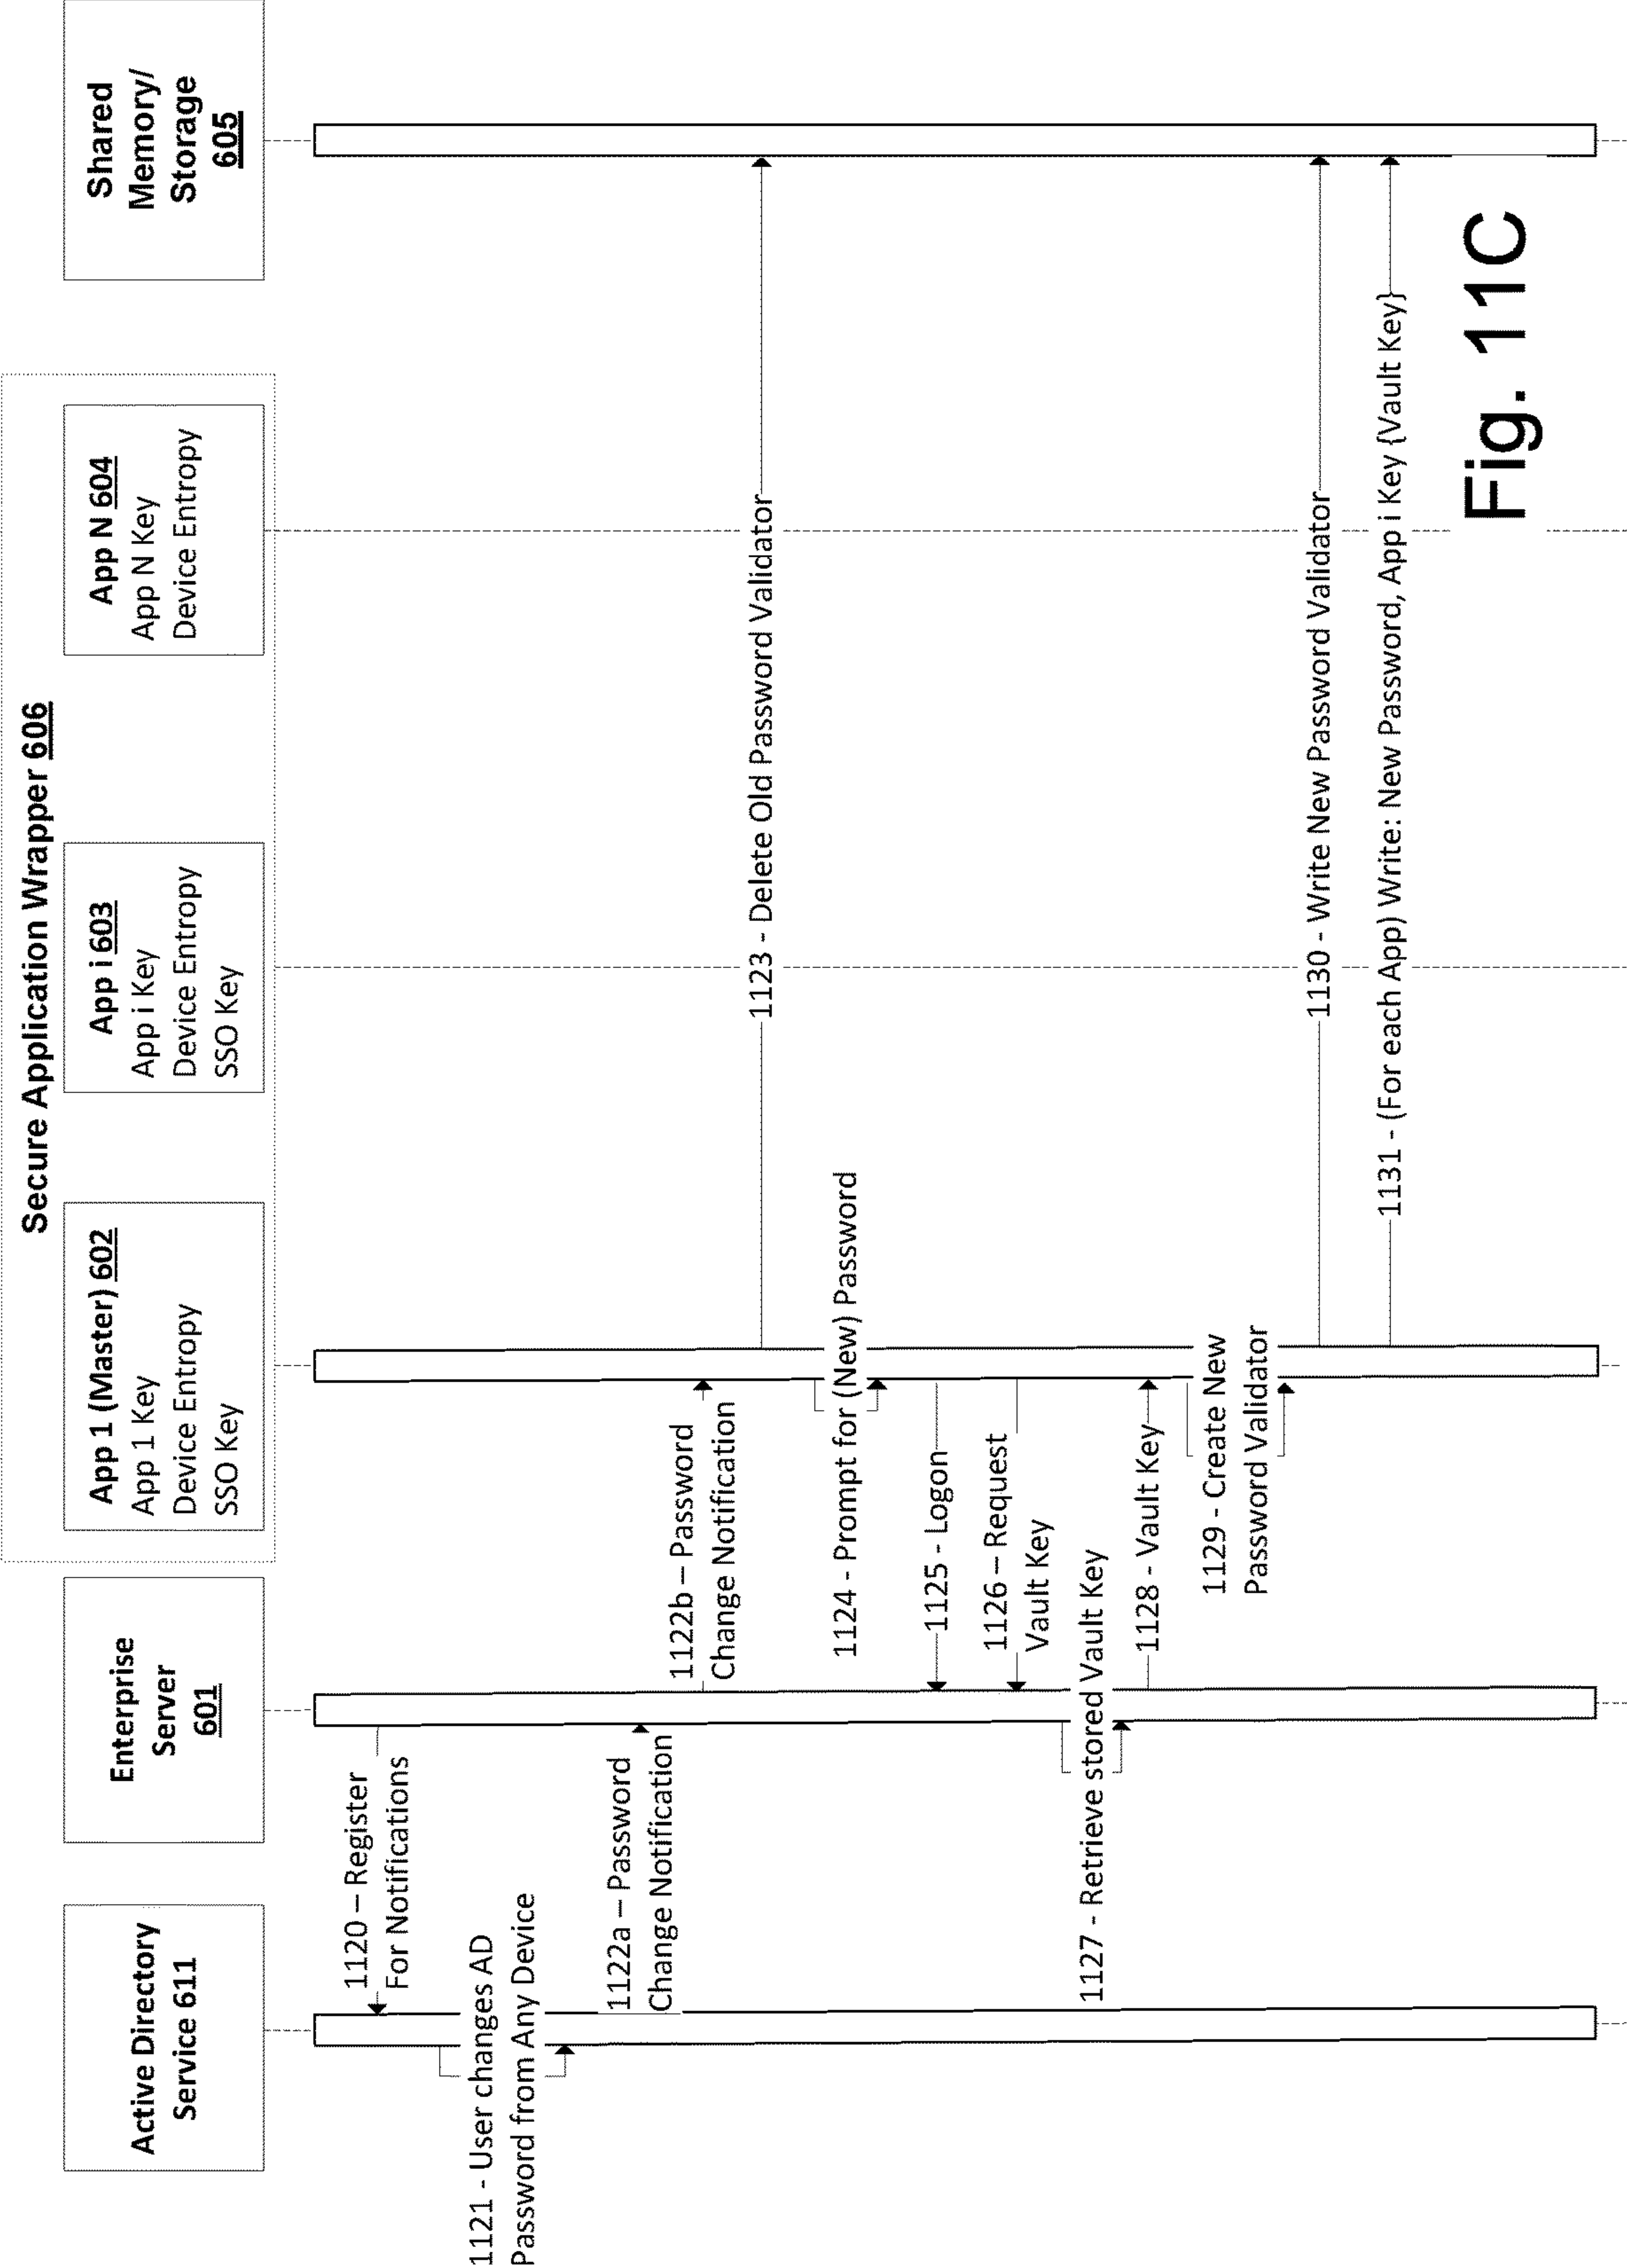 Secure Application Wrapper 606
Active Directory
Service 611
Enterprise
Server
601
App 1 (Master) 602
App 1 Key
Device Entropy
SSO Key
App i 603
App i Key
Device Entropy
SSO Key
App N 604
App N Key
Device Entropy
Shared
Memory/
Storage
605
1120 – Register
For Notifications
1121 - User changes AD
Password from Any Device
1122a – Password
Change Notification
1122b – Password
Change Notification
1123 - Delete Old Password Validator
1124 - Prompt for (New) Password
1125 - Logon
1126 – Request
Vault Key
1127 - Retrieve stored Vault Key
1128 - Vault Key
1129 - Create New
Password Validator
1130 - Write New Password Validator
1131 - (For each App) Write: New Password, App i Key {Vault Key}
Fig. 11C